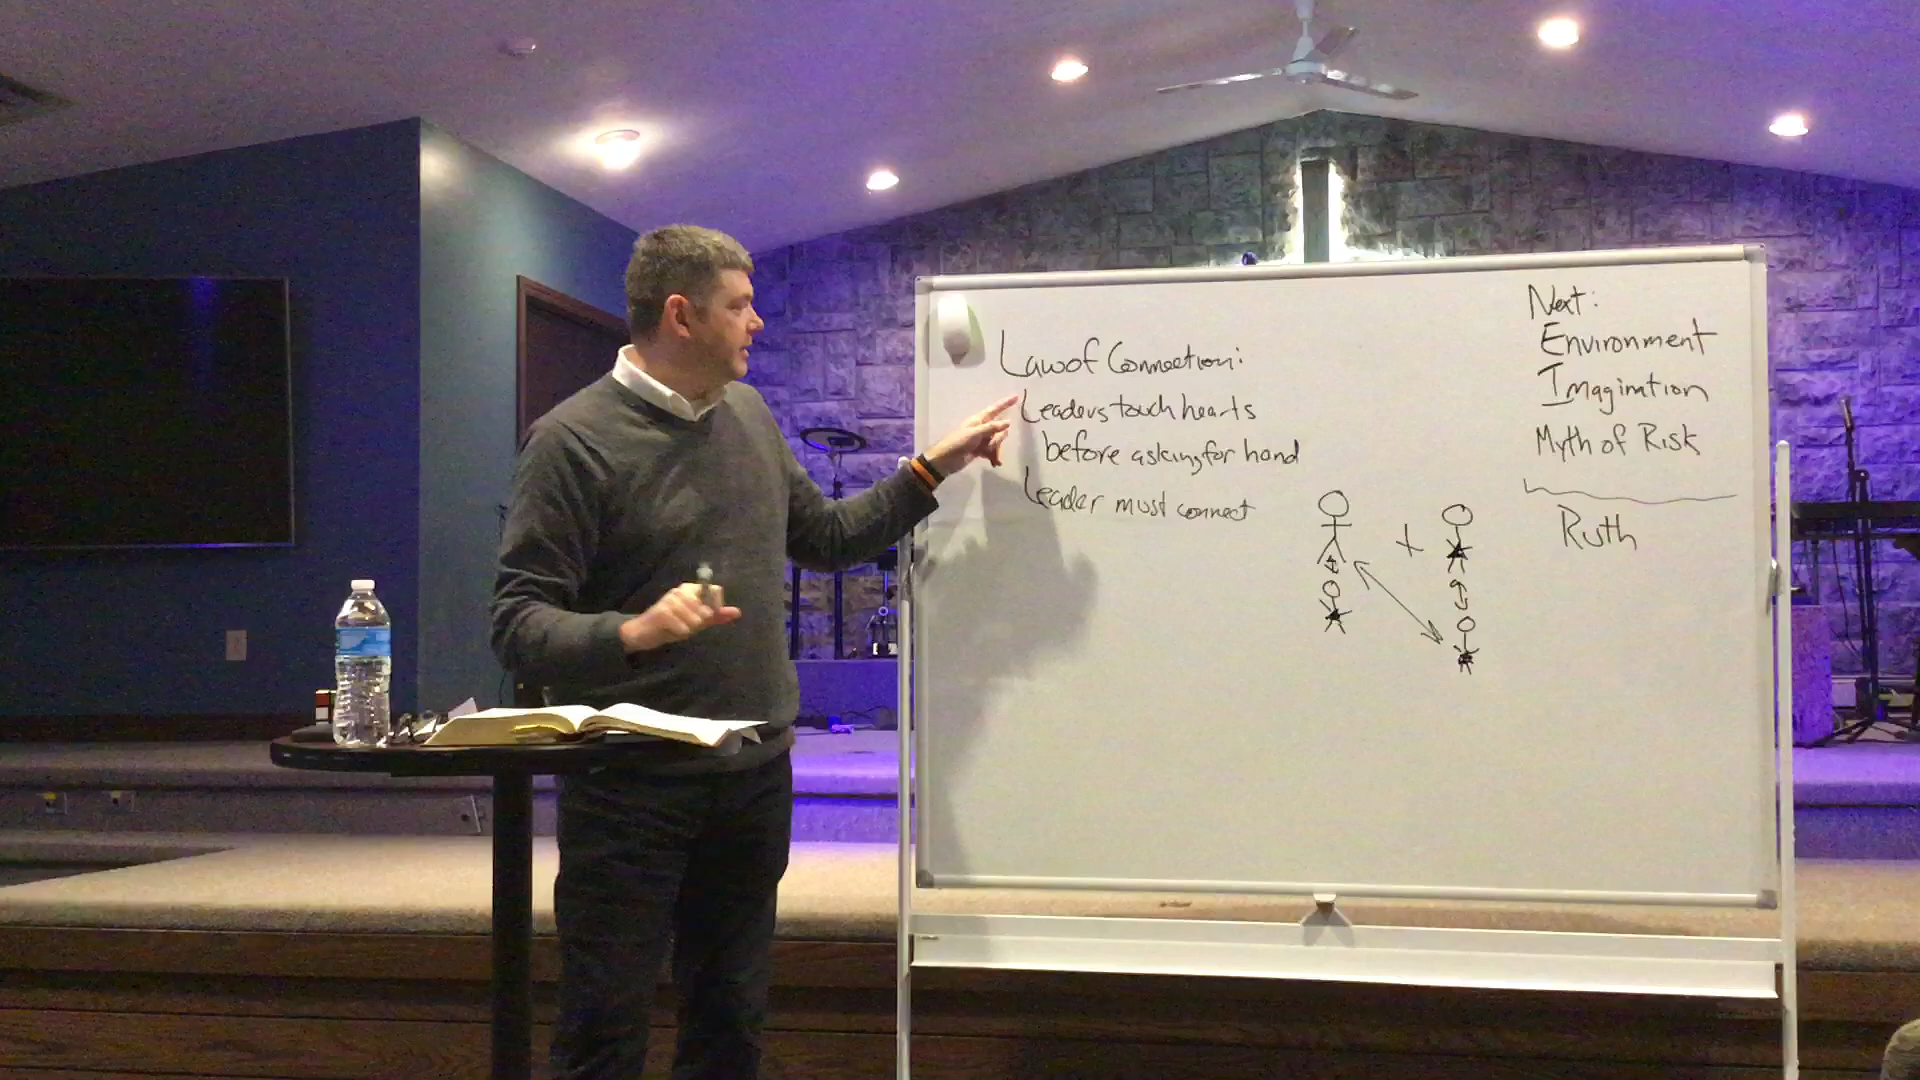 Law of Connection:
Leaders touch hearts
before asking for hand
Leader must connect
Next:
Environment
Imagination
Myth of Risk
Ruth